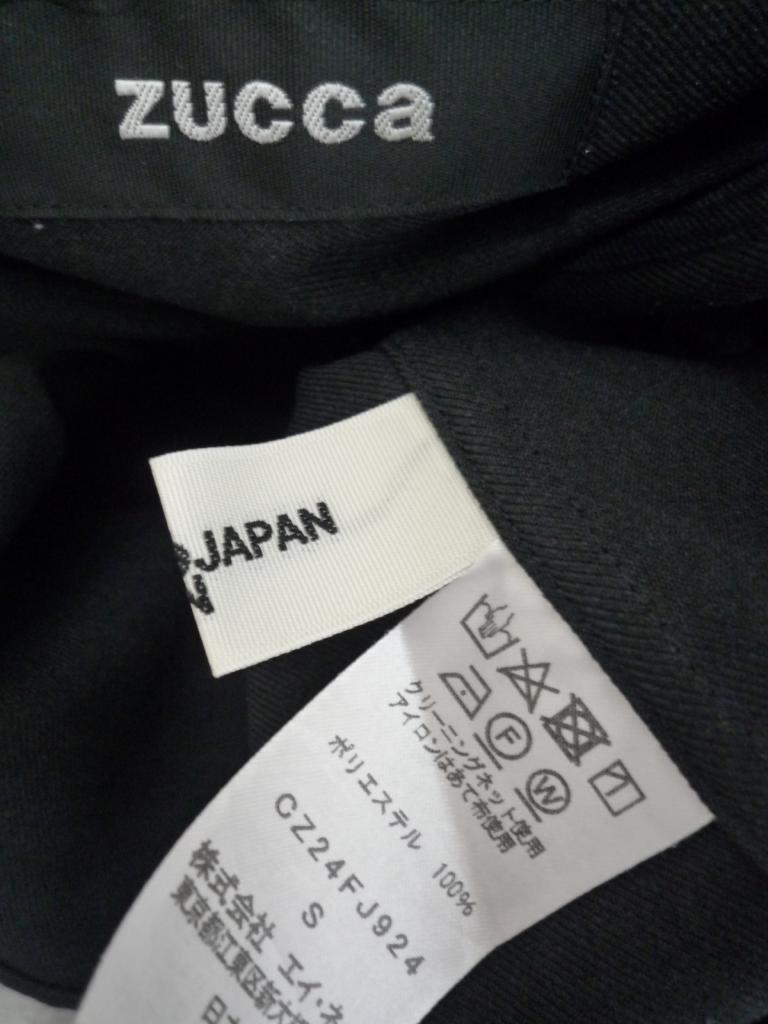 zucca
JAPAN
F W
クリーニングネット使用
アイロンはあて布使用
ポリエステル 100%
CZ24FJ924
S
株式会社 エイ・ネ
東京都江東区新大